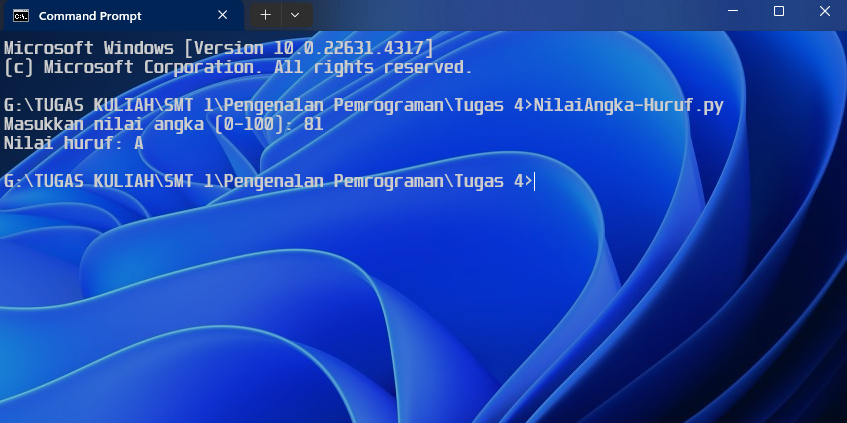 Command Prompt
Microsoft Windows [Version 10.0.22631.4317]
(c) Microsoft Corporation. All rights reserved.
G:\TUGAS KULIAH\SMT 1\Pengenalan Pemrograman\Tugas 4>NilaiAngka-Huruf.py
Masukkan nilai angka (0-100): 81
Nilai huruf: A
G:\TUGAS KULIAH\SMT 1\Pengenalan Pemrograman\Tugas 4>